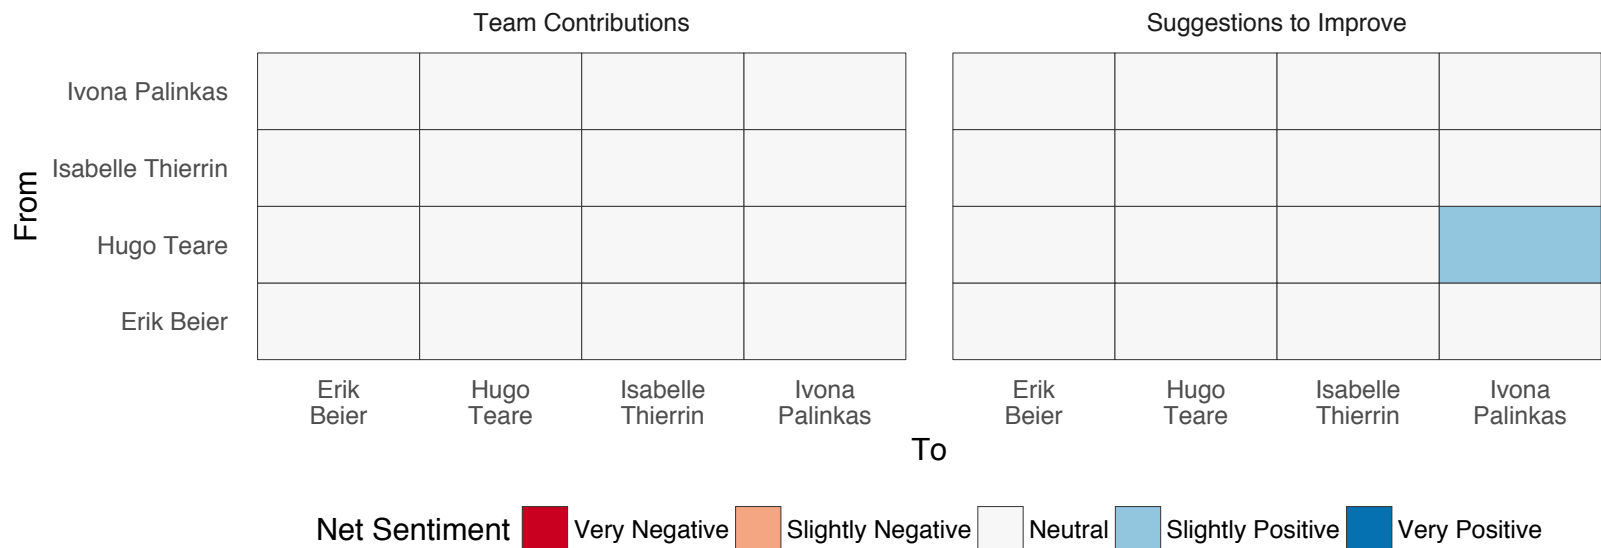 Team Contributions
Suggestions to Improve
From
Ivona Palinkas
Isabelle Thierrin
Hugo Teare
Erik Beier
Erik
Beier
Hugo
Teare
Isabelle
Thierrin
Ivona
Palinkas
Erik
Beier
Hugo
Teare
Isabelle
Thierrin
Ivona
Palinkas
To
Net Sentiment Very Negative Slightly Negative Neutral Slightly Positive Very Positive